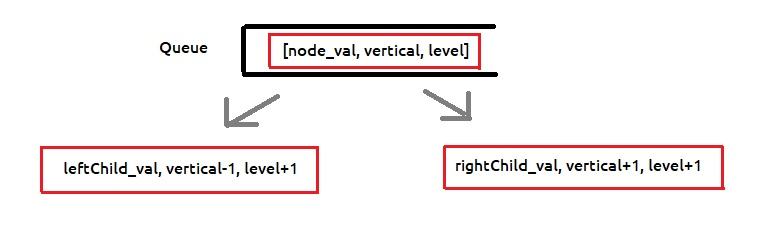 Queue
[node_val, vertical, level]
leftChild_val, vertical-1, level+1
rightChild_val, vertical+1, level+1